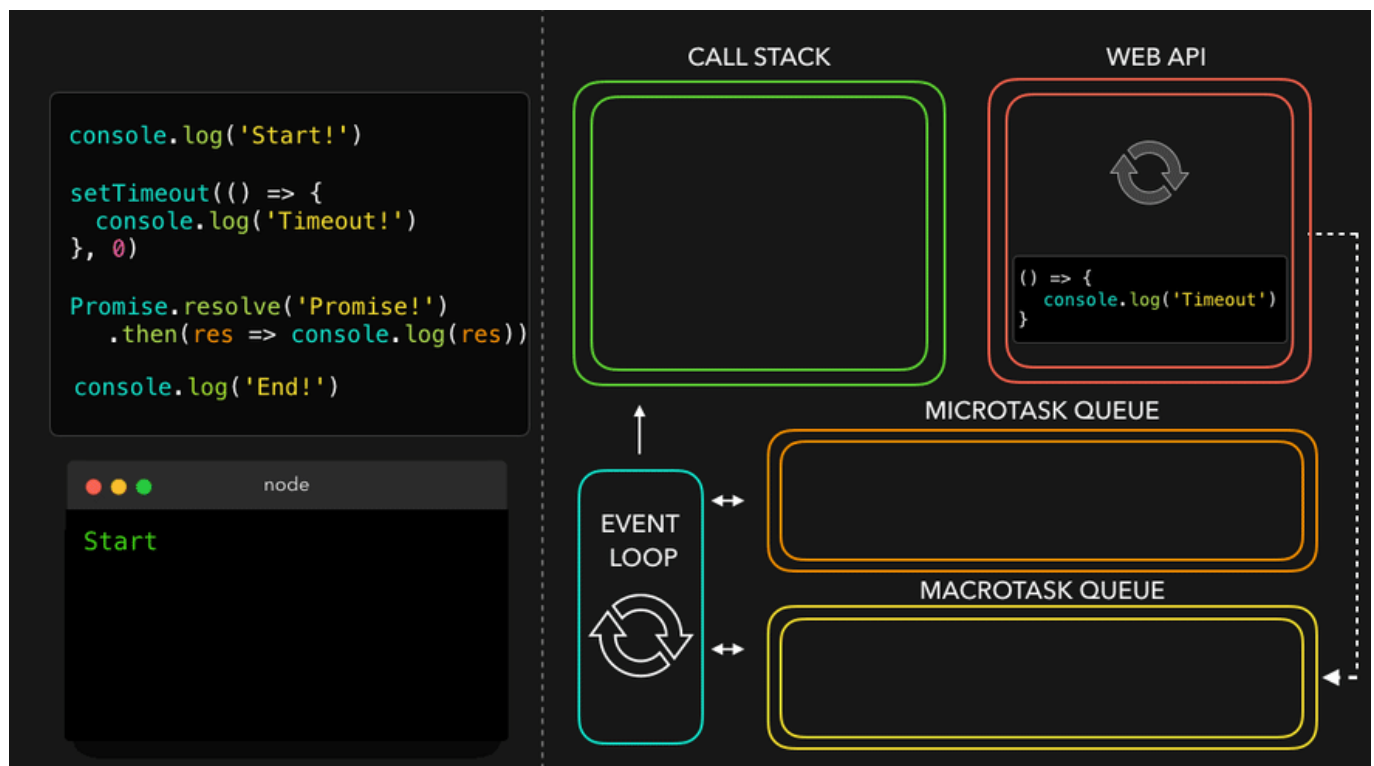 console.log('Start!')
setTimeout(() => {
console.log('Timeout!')
}, 0)
Promise.resolve('Promise!')
.then(res => console.log(res))
console.log('End!')
node
Start
CALL STACK
WEB API
() => {
console.log('Timeout')
}
MICROTASK QUEUE
EVENT
LOOP
MACROTASK QUEUE